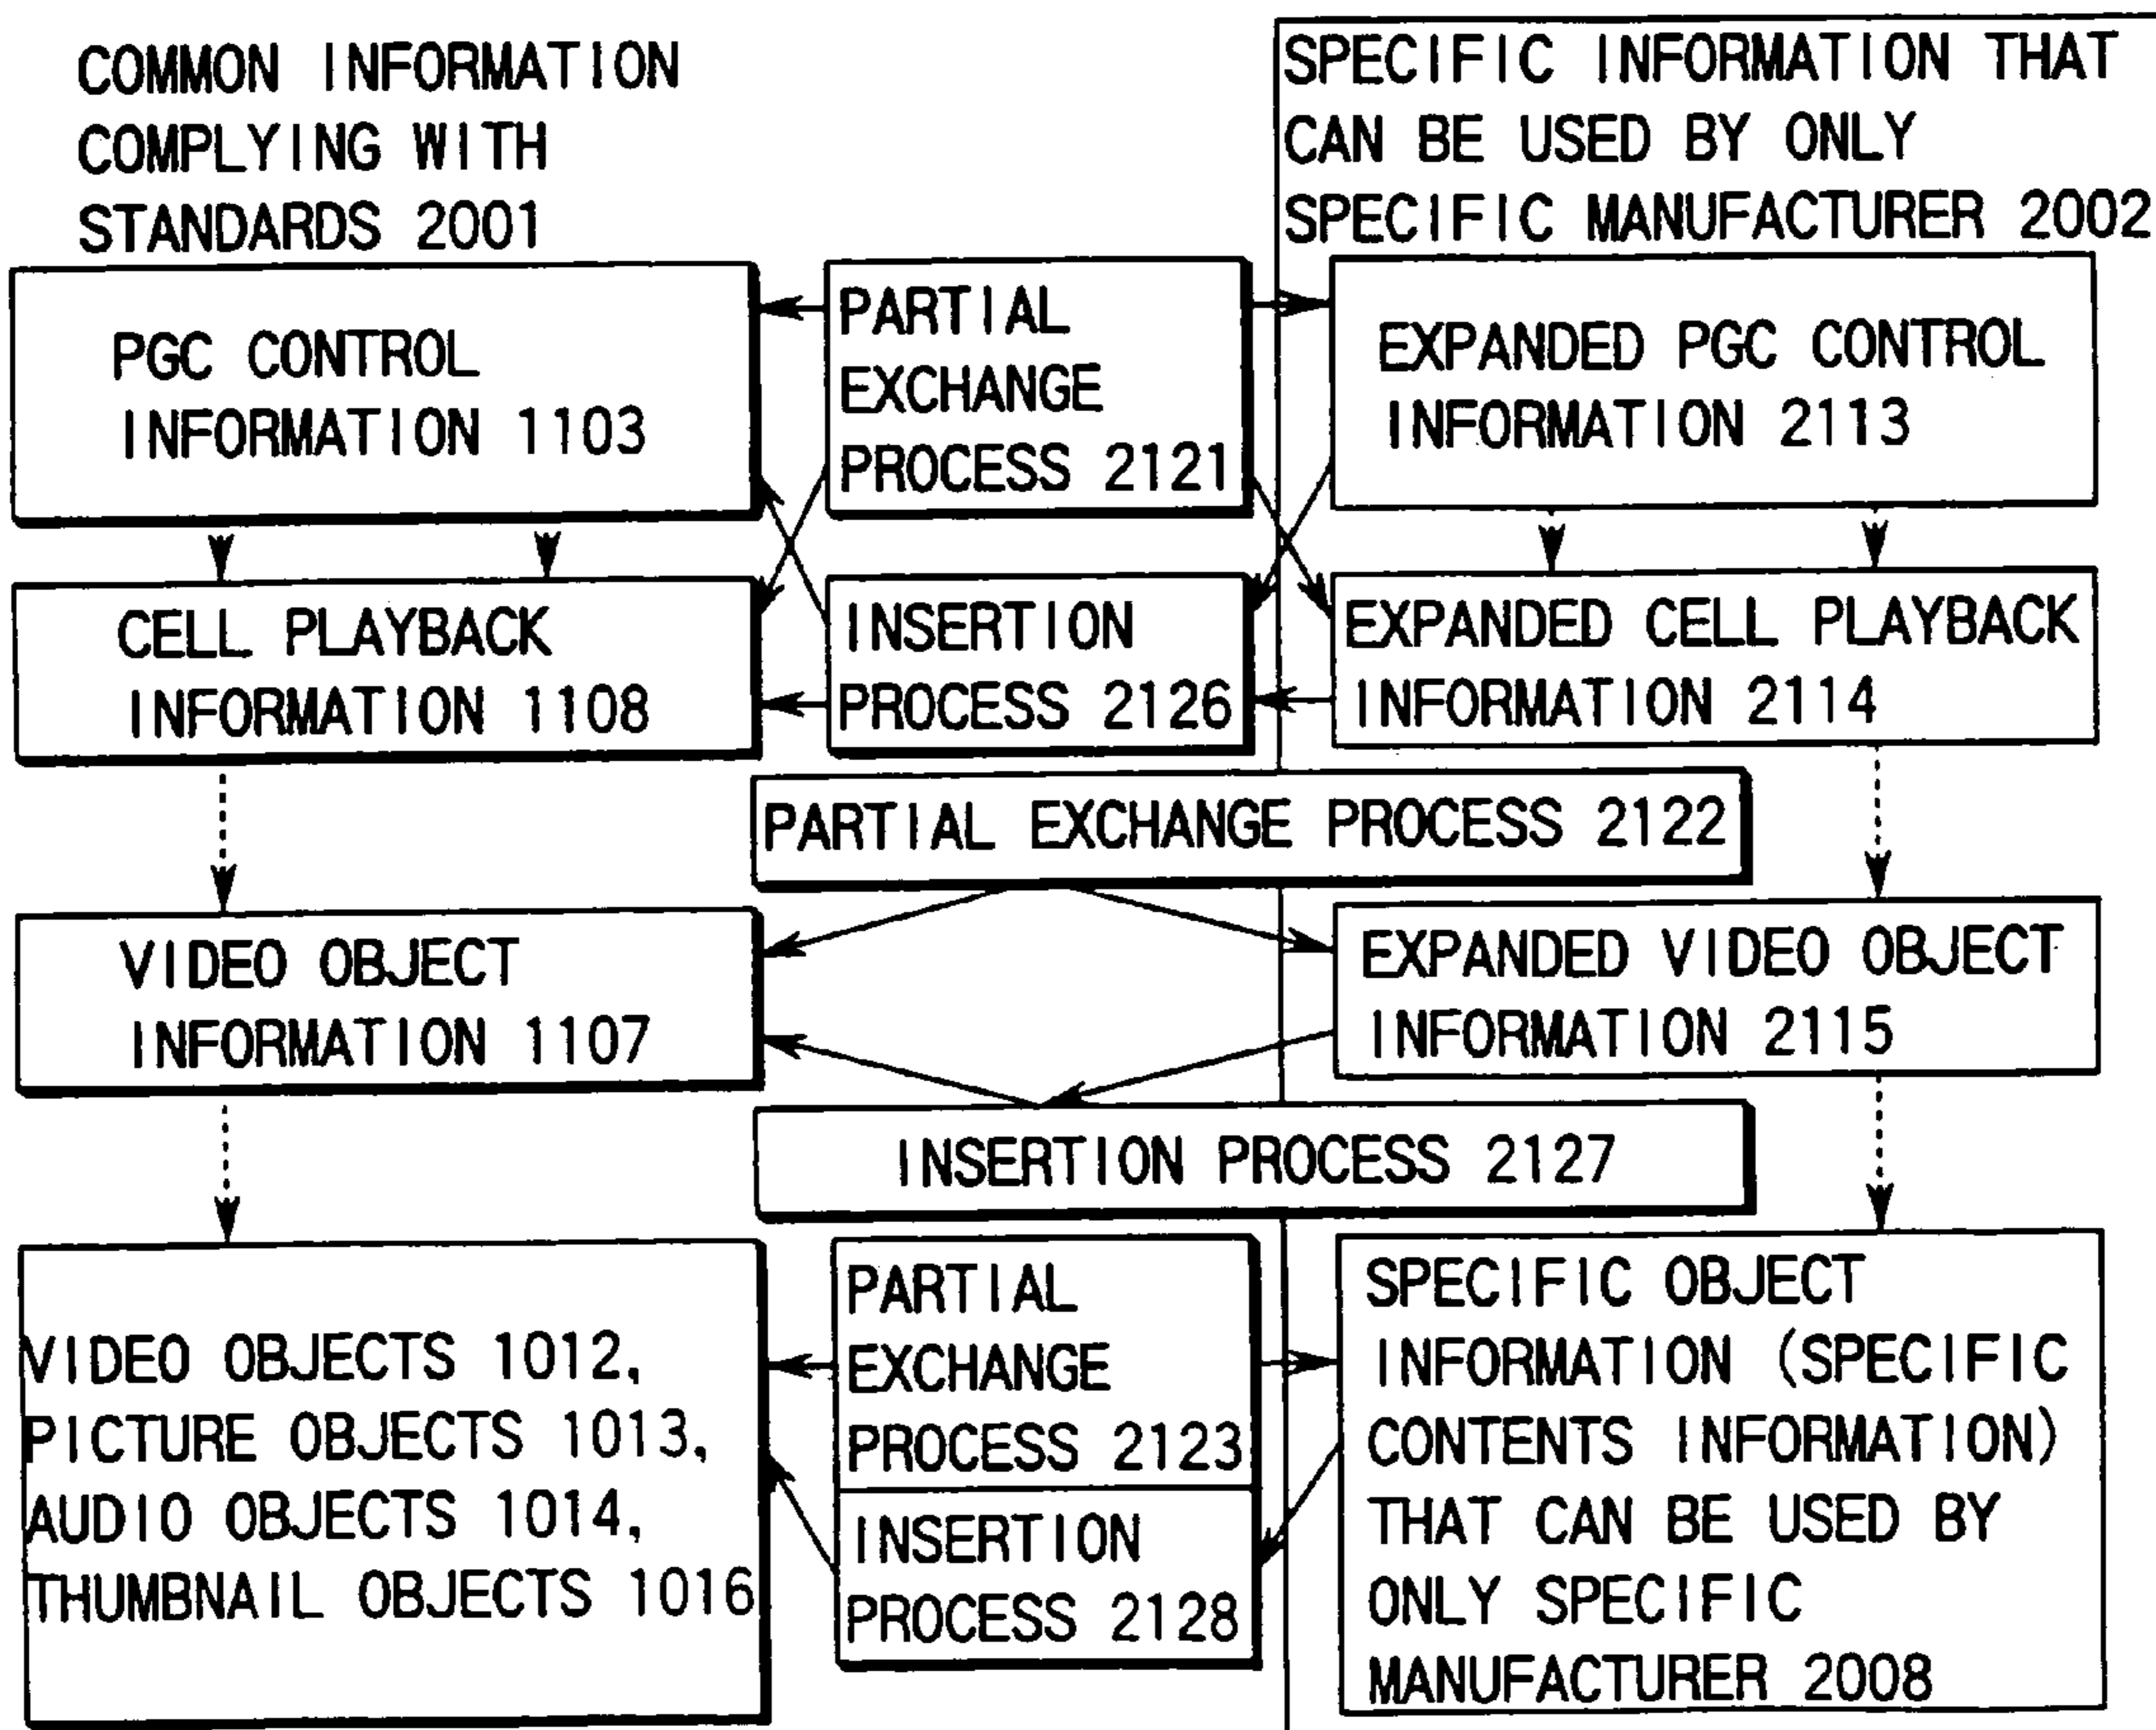 COMMON INFORMATION
COMPLYING WITH
STANDARDS 2001
SPECIFIC INFORMATION THAT
CAN BE USED BY ONLY
SPECIFIC MANUFACTURER 2002
PGC CONTROL
INFORMATION 1103
PARTIAL
EXCHANGE
PROCESS 2121
EXPANDED PGC CONTROL
INFORMATION 2113
CELL PLAYBACK
INFORMATION 1108
INSERTION
PROCESS 2126
EXPANDED CELL PLAYBACK
INFORMATION 2114
PARTIAL EXCHANGE PROCESS 2122
VIDEO OBJECT
INFORMATION 1107
EXPANDED VIDEO OBJECT
INFORMATION 2115
INSERTION PROCESS 2127
VIDEO OBJECTS 1012,
PICTURE OBJECTS 1013,
AUDIO OBJECTS 1014,
THUMBNAIL OBJECTS 1016
PARTIAL
EXCHANGE
PROCESS 2123
INSERTION
PROCESS 2128
SPECIFIC OBJECT
INFORMATION (SPECIFIC
CONTENTS INFORMATION)
THAT CAN BE USED BY
ONLY SPECIFIC
MANUFACTURER 2008